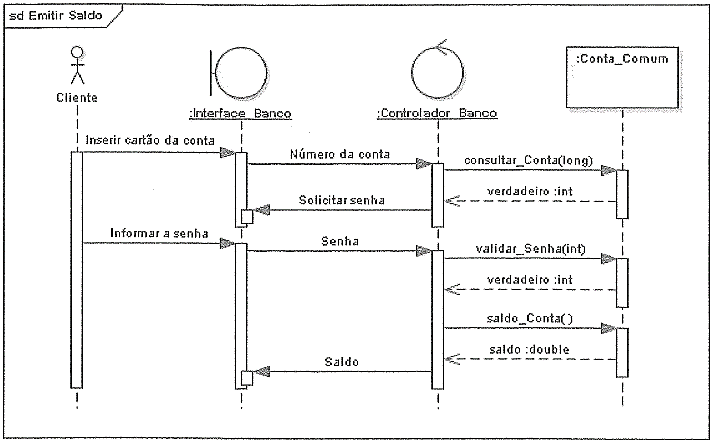 sd Emitir Saldo
Cliente
:Interface_Banco
:Controlador_Banco
:Conta_Comum
Inserir cartão da conta
Número da conta
consultar_Conta(long)
verdadeiro :int
Solicitar senha
Informar a senha
Senha
validar_Senha(int)
verdadeiro :int
saldo_Conta( )
saldo :double
Saldo